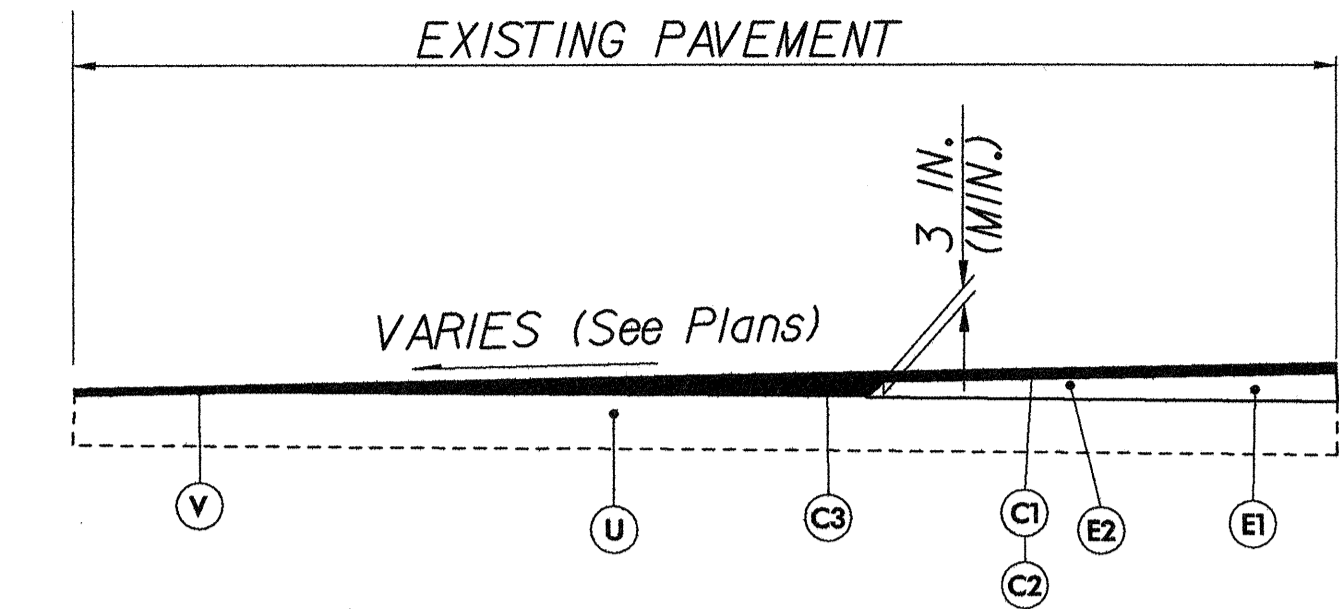 EXISTING PAVEMENT
3 IN.
(MIN.)
VARIES (See Plans)
V
U
C3
C1
E2
E1
C2